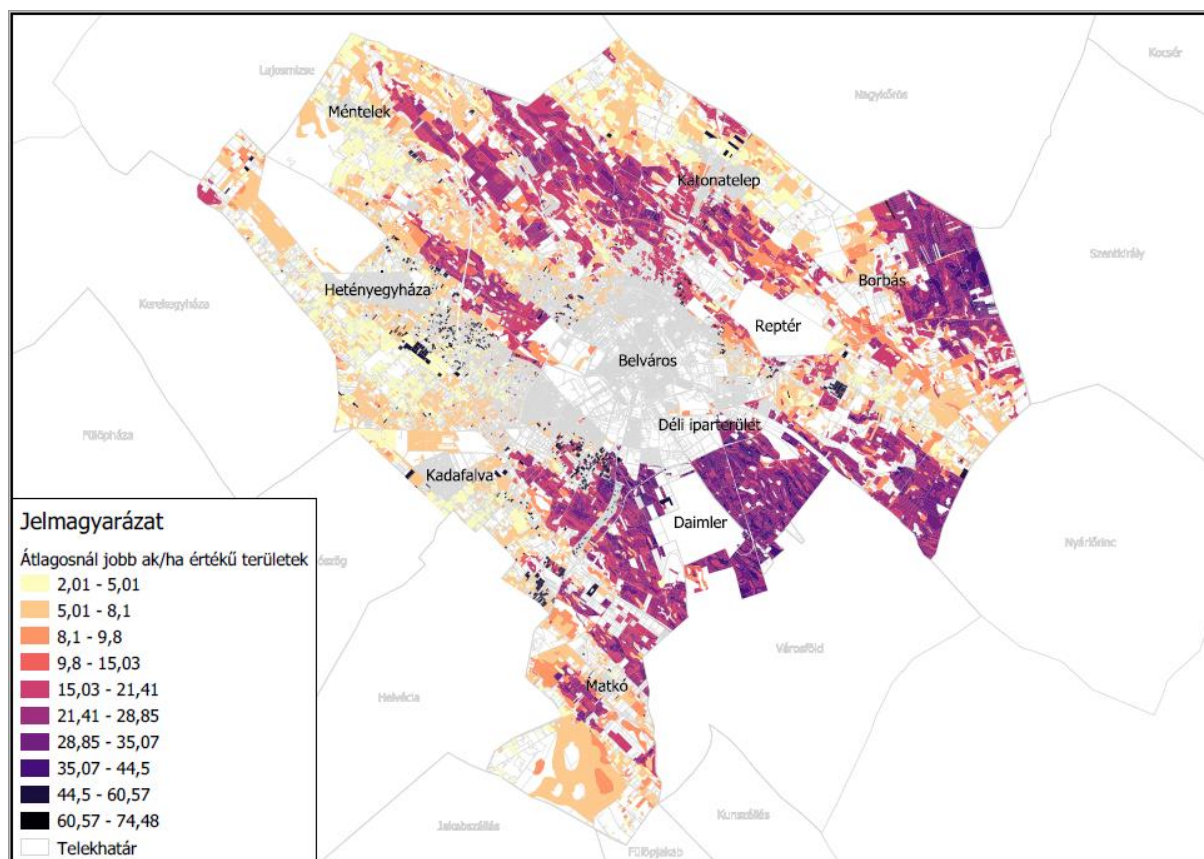 Kocsér
Lajosmizse
Nagykőrös
Méntelek
Katonatelep
Szentkirály
Borbás
Hetényegyháza
Kerekegyháza
Reptér
Belváros
Déli iparterület
Fülöpháza
Kadafalva
Daimler
Nyárlőrinc
Városföld
Matkó
Helvécia
Kunszállás
Jakabszállás
Fülöpjakab
Jelmagyarázat
Átlagosnál jobb ak/ha értékű területek
2,01 - 5,01
5,01 - 8,1
8,1 - 9,8
9,8 - 15,03
15,03 - 21,41
21,41 - 28,85
28,85 - 35,07
35,07 - 44,5
44,5 - 60,57
60,57 - 74,48
Telekhatár